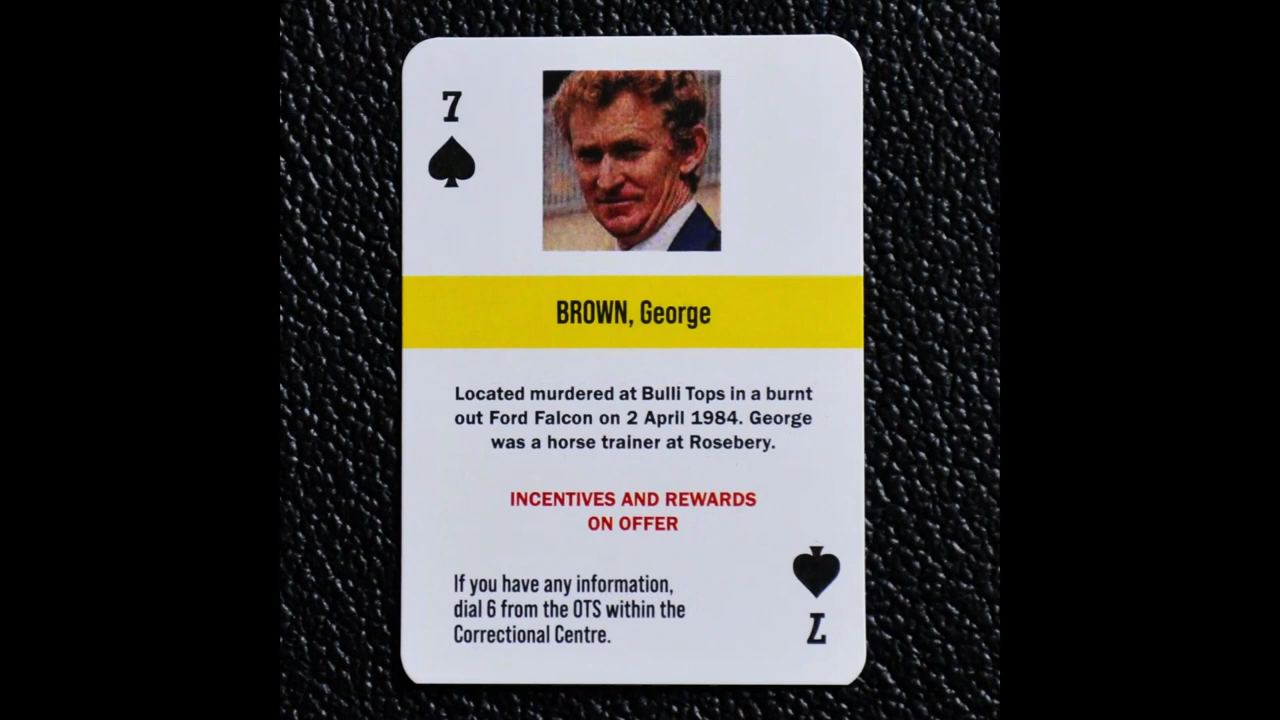 7
BROWN, George
Located murdered at Bulli Tops in a burnt
out Ford Falcon on 2 April 1984. George
was a horse trainer at Rosebery.
INCENTIVES AND REWARDS
ON OFFER
If you have any information,
dial 6 from the OTS within the
Correctional Centre.
7